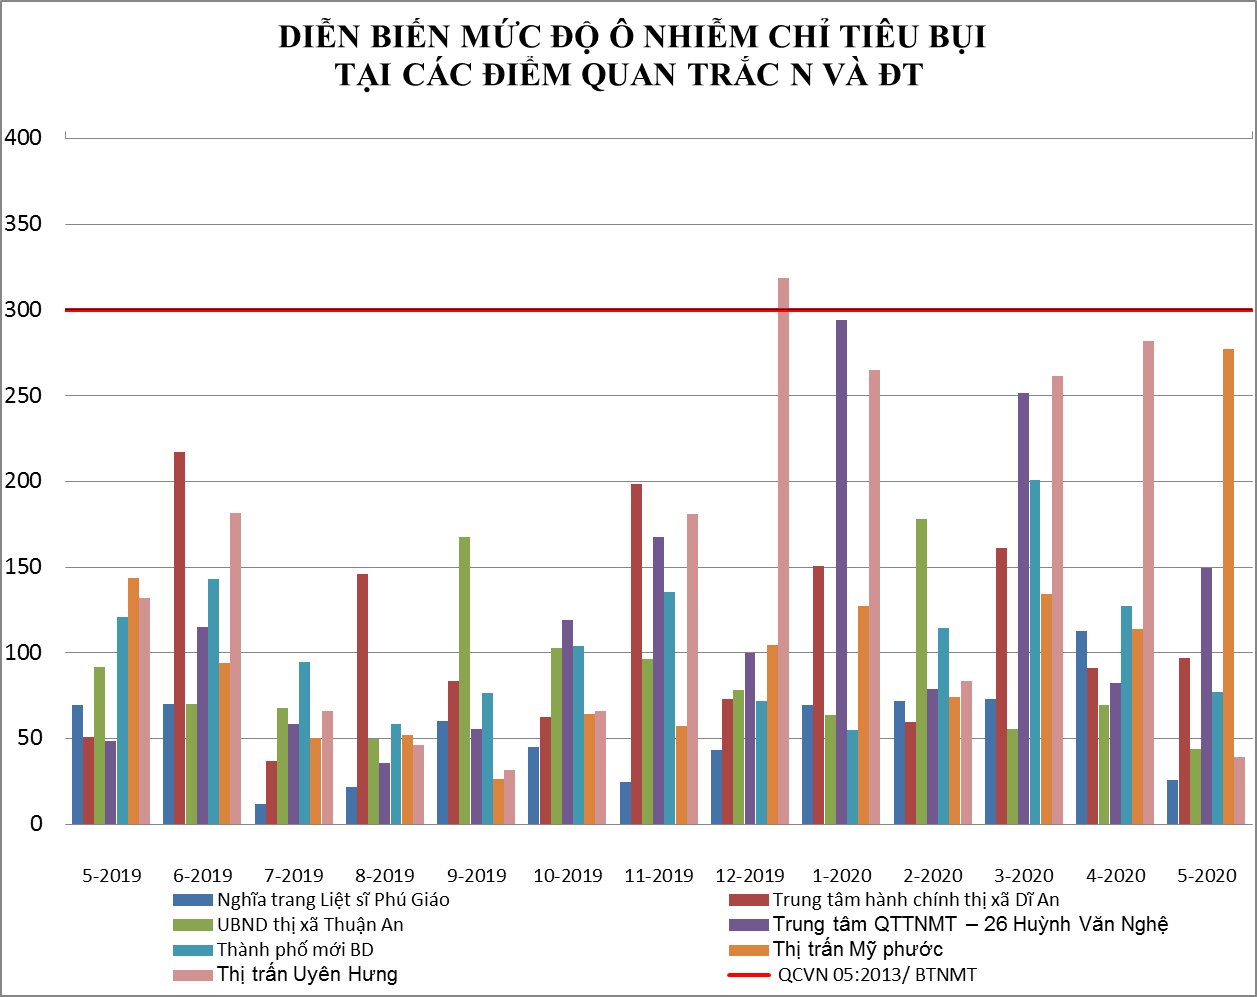 DIỄN BIẾN MỨC ĐỘ Ô NHIỄM CHỈ TIÊU BỤI
TẠI CÁC ĐIỂM QUAN TRẮC N VÀ ĐT
400
350
300
250
200
150
100
50
0
5-2019 6-2019 7-2019 8-2019 9-2019 10-2019 11-2019 12-2019 1-2020 2-2020 3-2020 4-2020 5-2020
Nghĩa trang Liệt sĩ Phú Giáo Trung tâm hành chính thị xã Dĩ An
UBND thị xã Thuận An Trung tâm QTTNMT – 26 Huỳnh Văn Nghệ
Thành phố mới BD Thị trấn Mỹ phước
Thị trấn Uyên Hưng QCVN 05:2013/ BTNMT